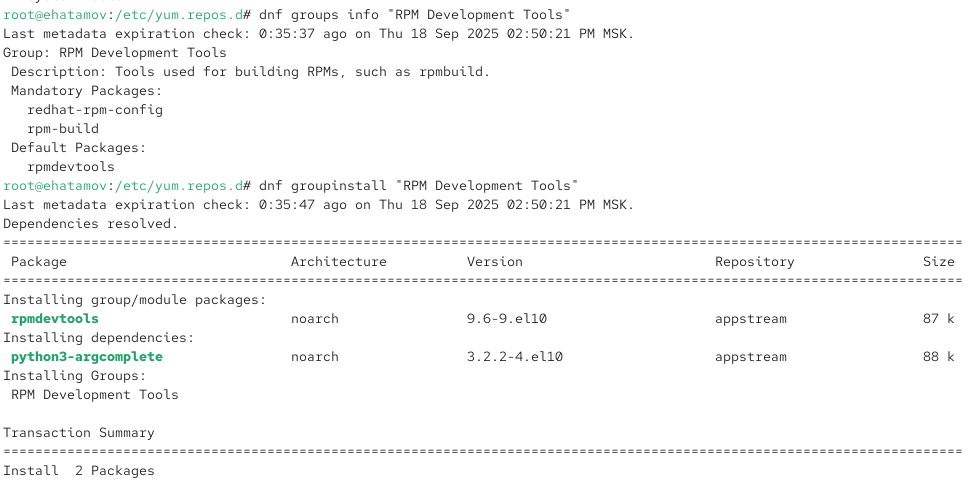 root@ehatamov:/etc/yum.repos.d# dnf groups info "RPM Development Tools"
Last metadata expiration check: 0:35:37 ago on Thu 18 Sep 2025 02:50:21 PM MSK.
Group: RPM Development Tools
 Description: Tools used for building RPMs, such as rpmbuild.
 Mandatory Packages:
   redhat-rpm-config
   rpm-build
 Default Packages:
   rpmdevtools
root@ehatamov:/etc/yum.repos.d# dnf groupinstall "RPM Development Tools"
Last metadata expiration check: 0:35:47 ago on Thu 18 Sep 2025 02:50:21 PM MSK.
Dependencies resolved.
========================================================================================================================
 Package                            Architecture          Version                        Repository                Size
========================================================================================================================
Installing group/module packages:
 rpmdevtools                        noarch                9.6-9.el10                     appstream                 87 k
Installing dependencies:
 python3-argcomplete                noarch                3.2.2-4.el10                   appstream                 88 k
Installing Groups:
 RPM Development Tools

Transaction Summary
========================================================================================================================
Install  2 Packages